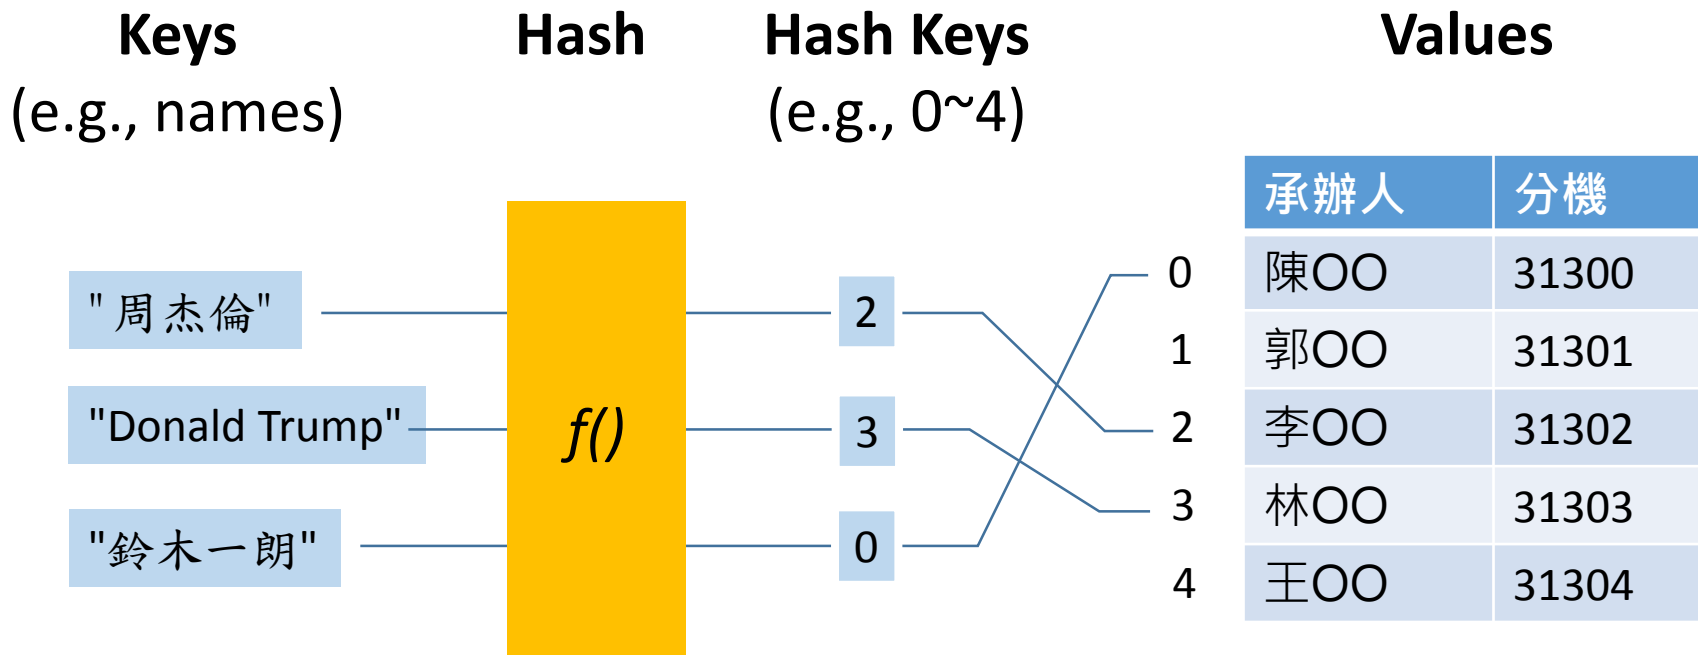 Keys Hash Hash Keys Values
(e.g., names) (e.g., 0~4)
承辦人 分機
"周杰倫" 2 0 陳OO 31300
1 郭OO 31301
"Donald Trump" f() 3 2 李OO 31302
3 林OO 31303
"鈴木一朗" 0 4 王OO 31304